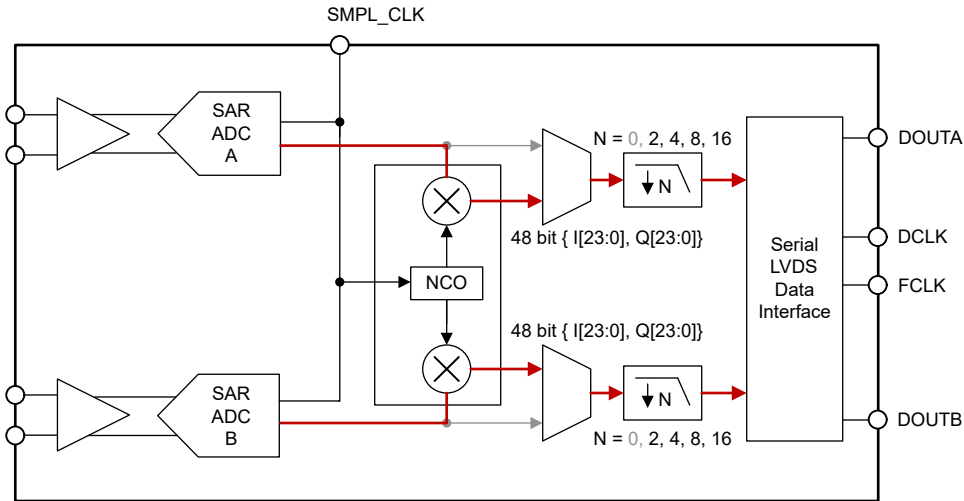 SMPL_CLK
SAR
ADC
A
N = 0, 2, 4, 8, 16
N
48 bit { I[23:0], Q[23:0]}
DOUTA
NCO
Serial
LVDS
Data
Interface
DCLK
FCLK
48 bit { I[23:0], Q[23:0]}
SAR
ADC
B
N
N = 0, 2, 4, 8, 16
DOUTB